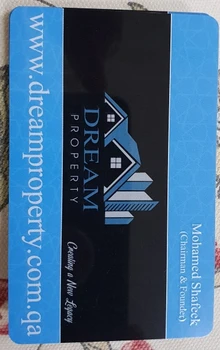 Mohamed Shafeek
(Chairman & Founder)
DREAM
PROPERTY
Creating a New Legacy
www.dreamproperty.com.qa